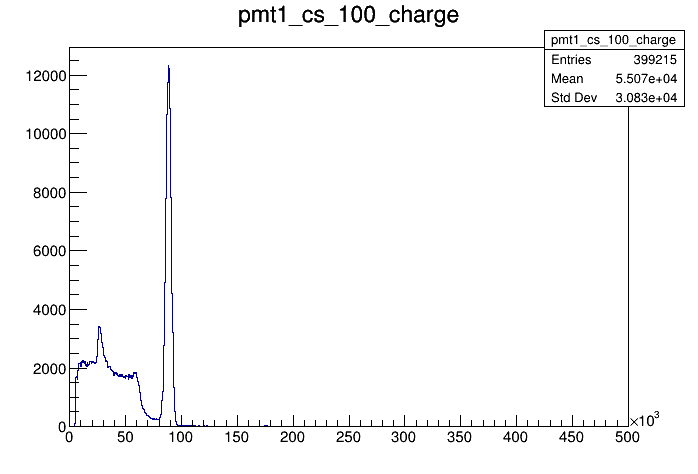 pmt1_cs_100_charge
pmt1_cs_100_charge
Entries 399215
Mean 5.507e+04
Std Dev 3.083e+04
12000
10000
8000
6000
4000
2000
0
0 50 100 150 200 250 300 350 400 450 500
×10³